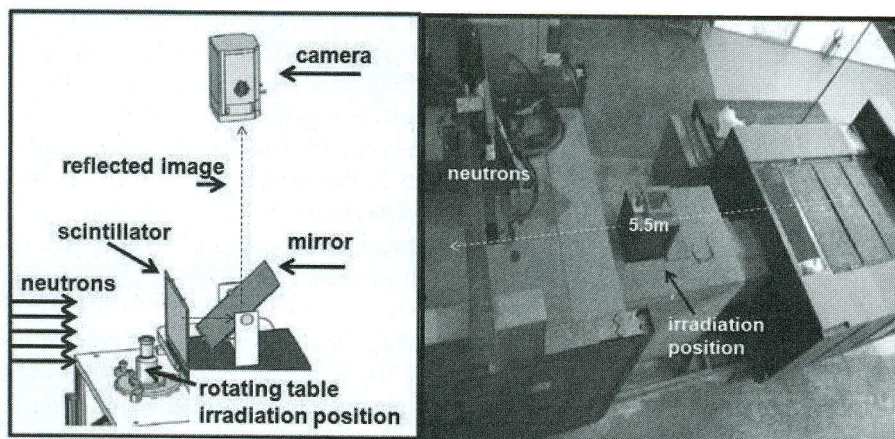 camera
reflected image
scintillator
mirror
neutrons
rotating table
irradiation position
neutrons
5.5m
irradiation
position